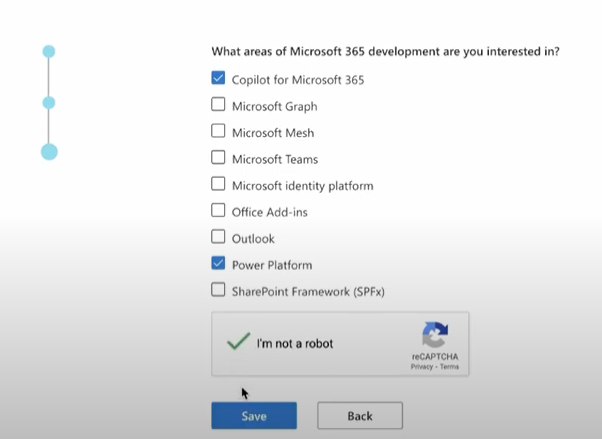 What areas of Microsoft 365 development are you interested in?
Copilot for Microsoft 365
Microsoft Graph
Microsoft Mesh
Microsoft Teams
Microsoft identity platform
Office Add-ins
Outlook
Power Platform
SharePoint Framework (SPFx)
I'm not a robot
reCAPTCHA
Privacy - Terms
Save
Back